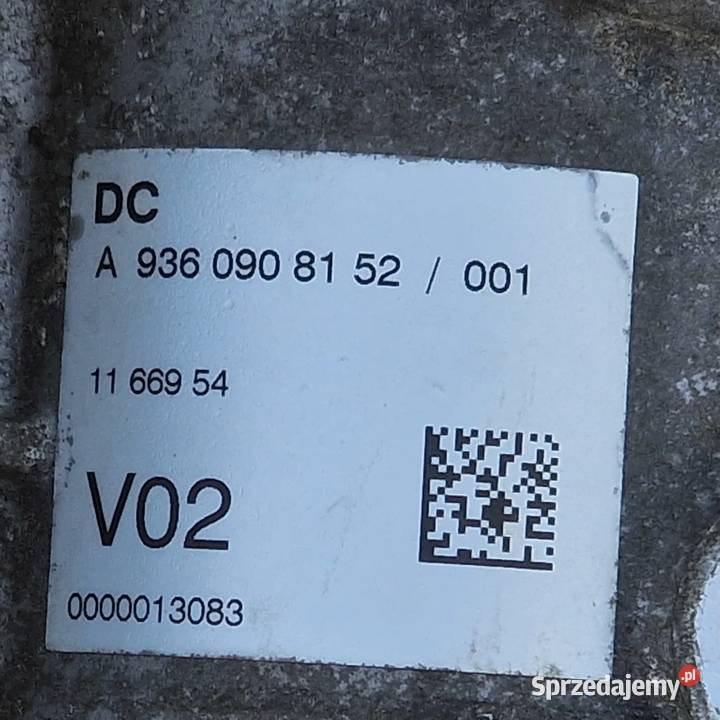 DC
A 936 090 81 52 / 001
11 669 54
V02
0000013083
Sprzedajemy.pl